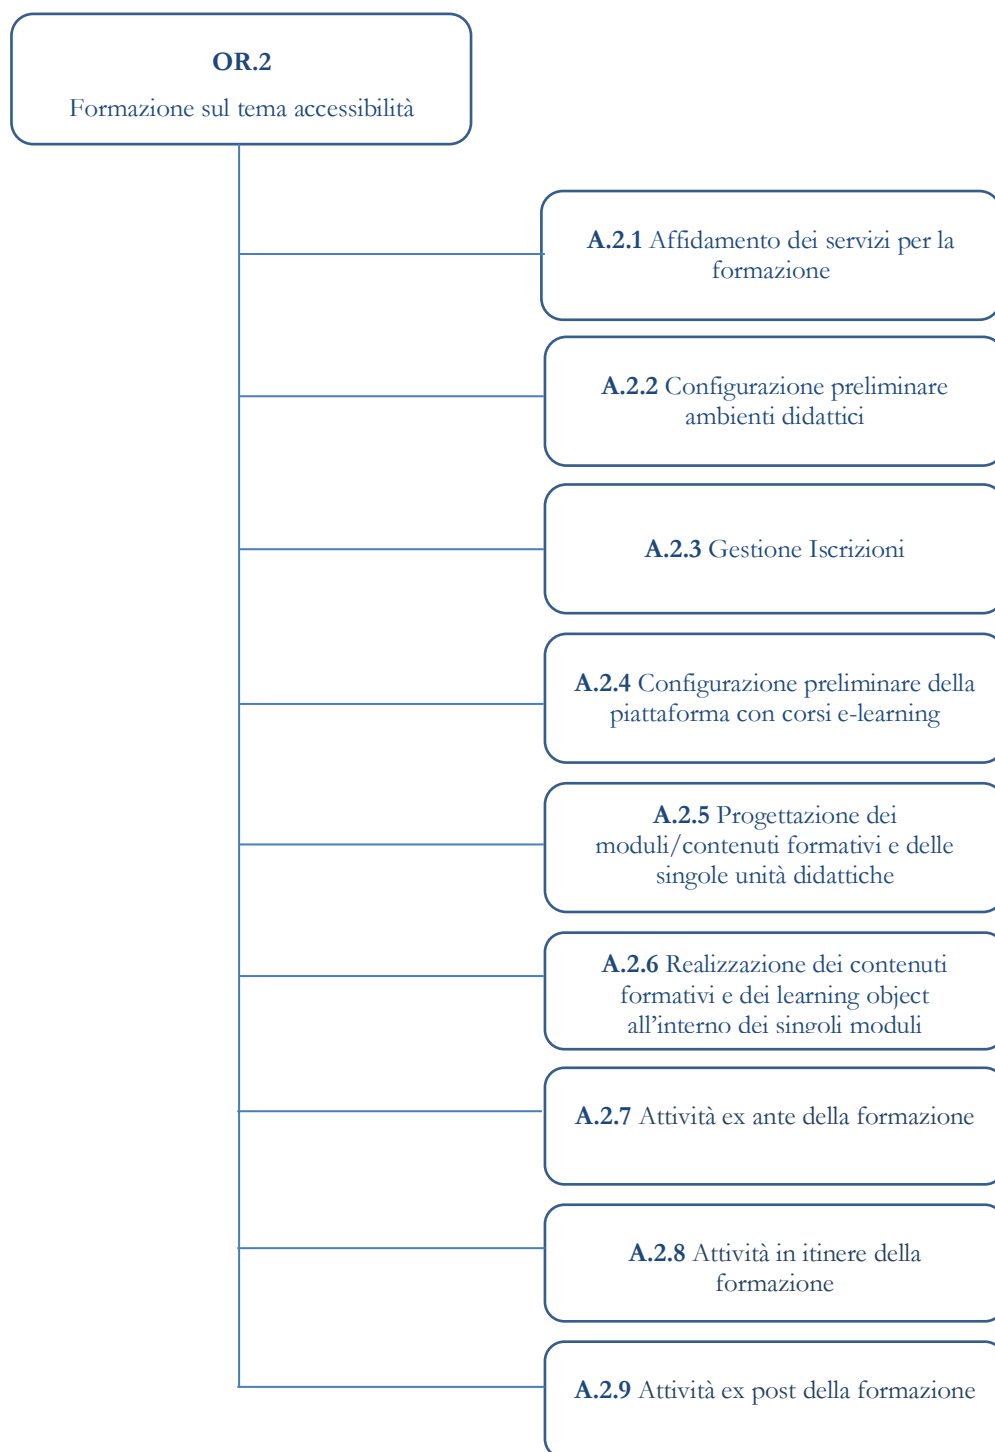 OR.2
Formazione sul tema accessibilità
A.2.1 Affidamento dei servizi per la
formazione
A.2.2 Configurazione preliminare
ambienti didattici
A.2.3 Gestione Iscrizioni
A.2.4 Configurazione preliminare della
piattaforma con corsi e-learning
A.2.5 Progettazione dei
moduli/contenuti formativi e delle
singole unità didattiche
A.2.6 Realizzazione dei contenuti
formativi e dei learning object
all’interno dei singoli moduli
A.2.7 Attività ex ante della formazione
A.2.8 Attività in itinere della
formazione
A.2.9 Attività ex post della formazione